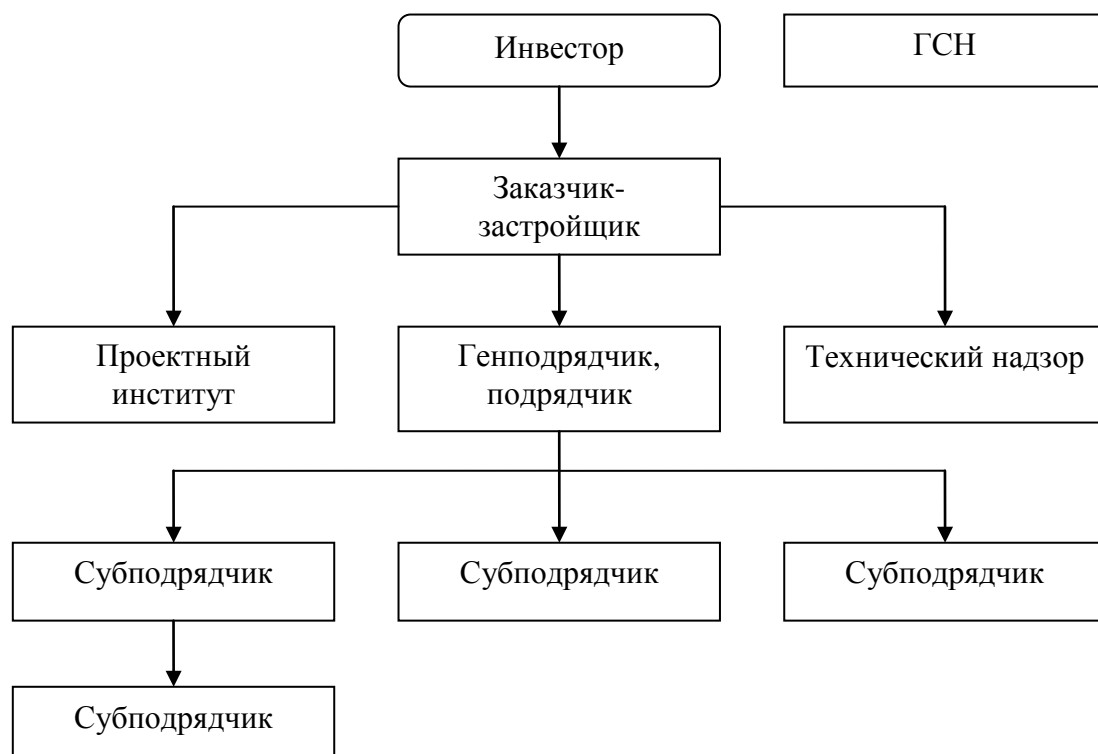 Инвестор
ГСН
Заказчик-
застройщик
Проектный
институт
Генподрядчик,
подрядчик
Технический надзор
Субподрядчик
Субподрядчик
Субподрядчик
Субподрядчик